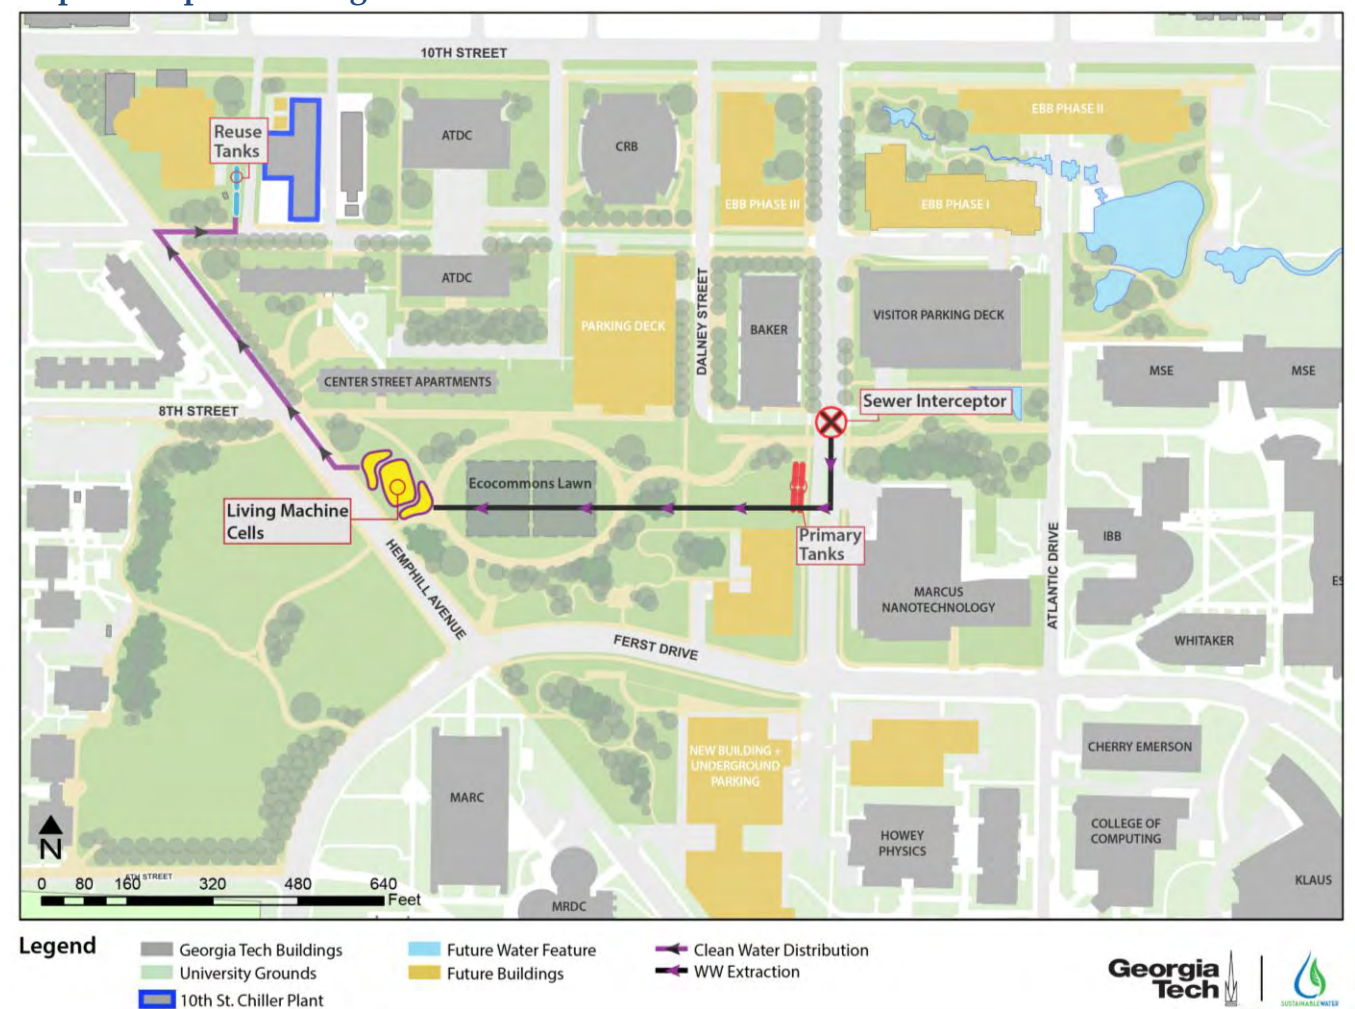 10TH STREET
EBB PHASE II
Reuse
Tanks
ATDC
CRB
EBB PHASE III
EBB PHASE I
ATDC
DALNEY STREET
PARKING DECK
BAKER
VISITOR PARKING DECK
MSE
MSE
CENTER STREET APARTMENTS
8TH STREET
Sewer Interceptor
Ecocommons Lawn
Living Machine
Cells
Primary
Tanks
HEMPHILL AVENUE
IBB
ATLANTIC DRIVE
ES
MARCUS
NANOTECHNOLOGY
WHITAKER
FERST DRIVE
NEW BUILDING +
UNDERGROUND
PARKING
CHERRY EMERSON
MARC
HOWEY
PHYSICS
COLLEGE OF
COMPUTING
KLAUS
MRDC
N
STREET
0 80 160 320 480 640
Feet
Legend
Georgia Tech Buildings
University Grounds
10th St. Chiller Plant
Future Water Feature
Future Buildings
Clean Water Distribution
WW Extraction
Georgia
Tech
SUSTAINABLEWATER